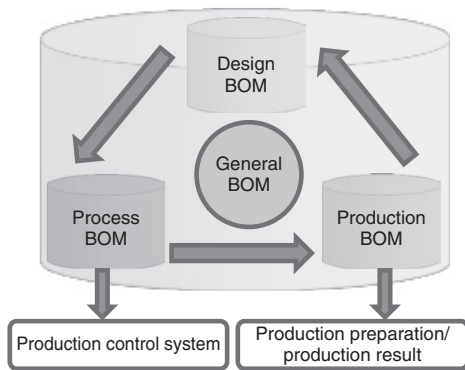 Design
BOM
General
BOM
Process
BOM
Production
BOM
Production control system
Production preparation/
production result